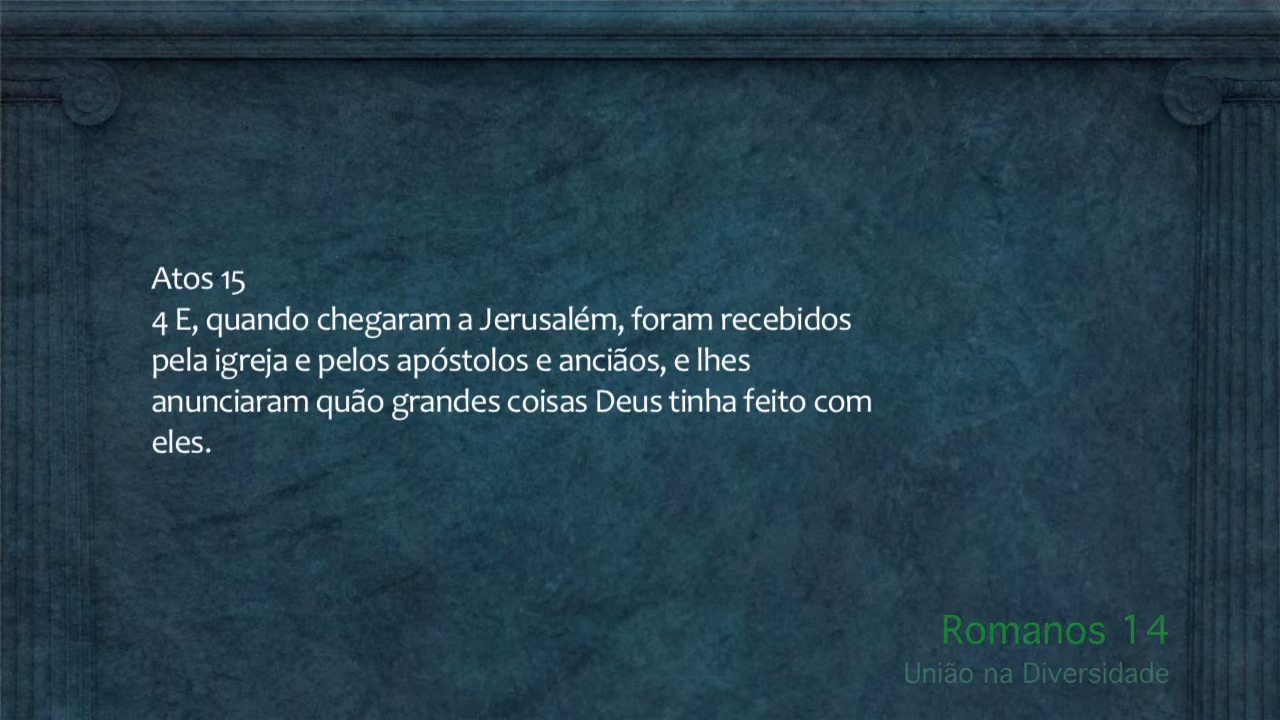 Atos 15
4 E, quando chegaram a Jerusalém, foram recebidos
pela igreja e pelos apóstolos e anciãos, e lhes
anunciaram quão grandes coisas Deus tinha feito com
eles.
Romanos 14
União na Diversidade